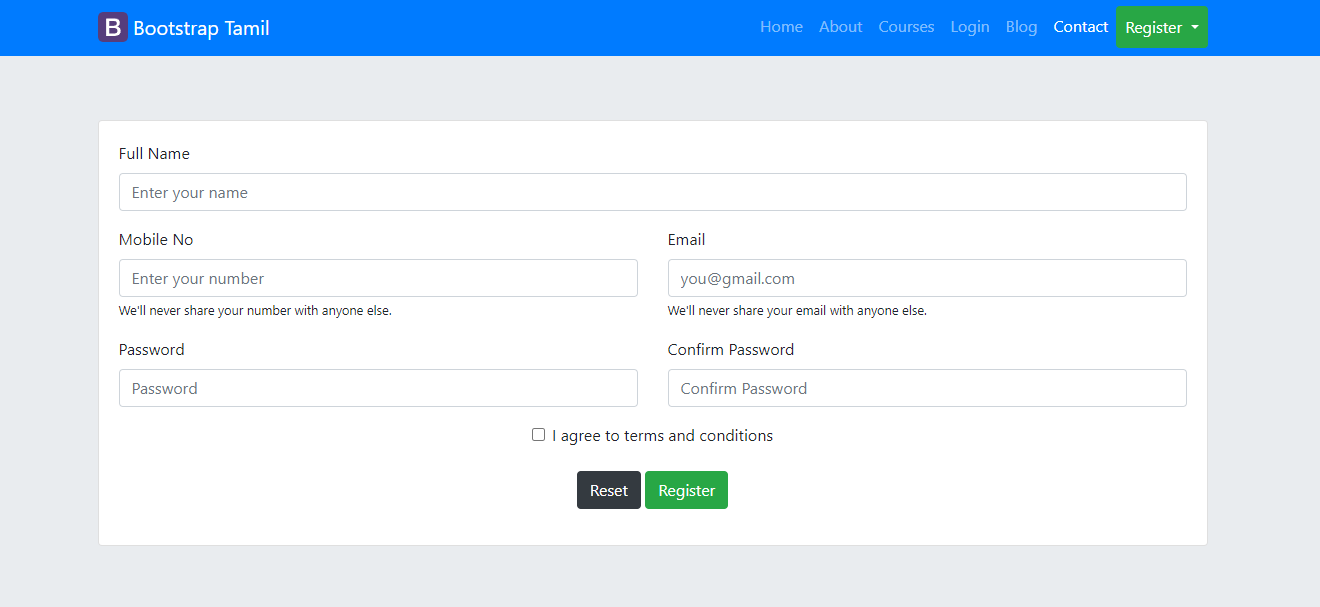 B Bootstrap Tamil Home About Courses Login Blog Contact Register
Full Name
Enter your name
Mobile No Email
Enter your number you@gmail.com
We'll never share your number with anyone else. We'll never share your email with anyone else.
Password Confirm Password
Password Confirm Password
I agree to terms and conditions
Reset Register